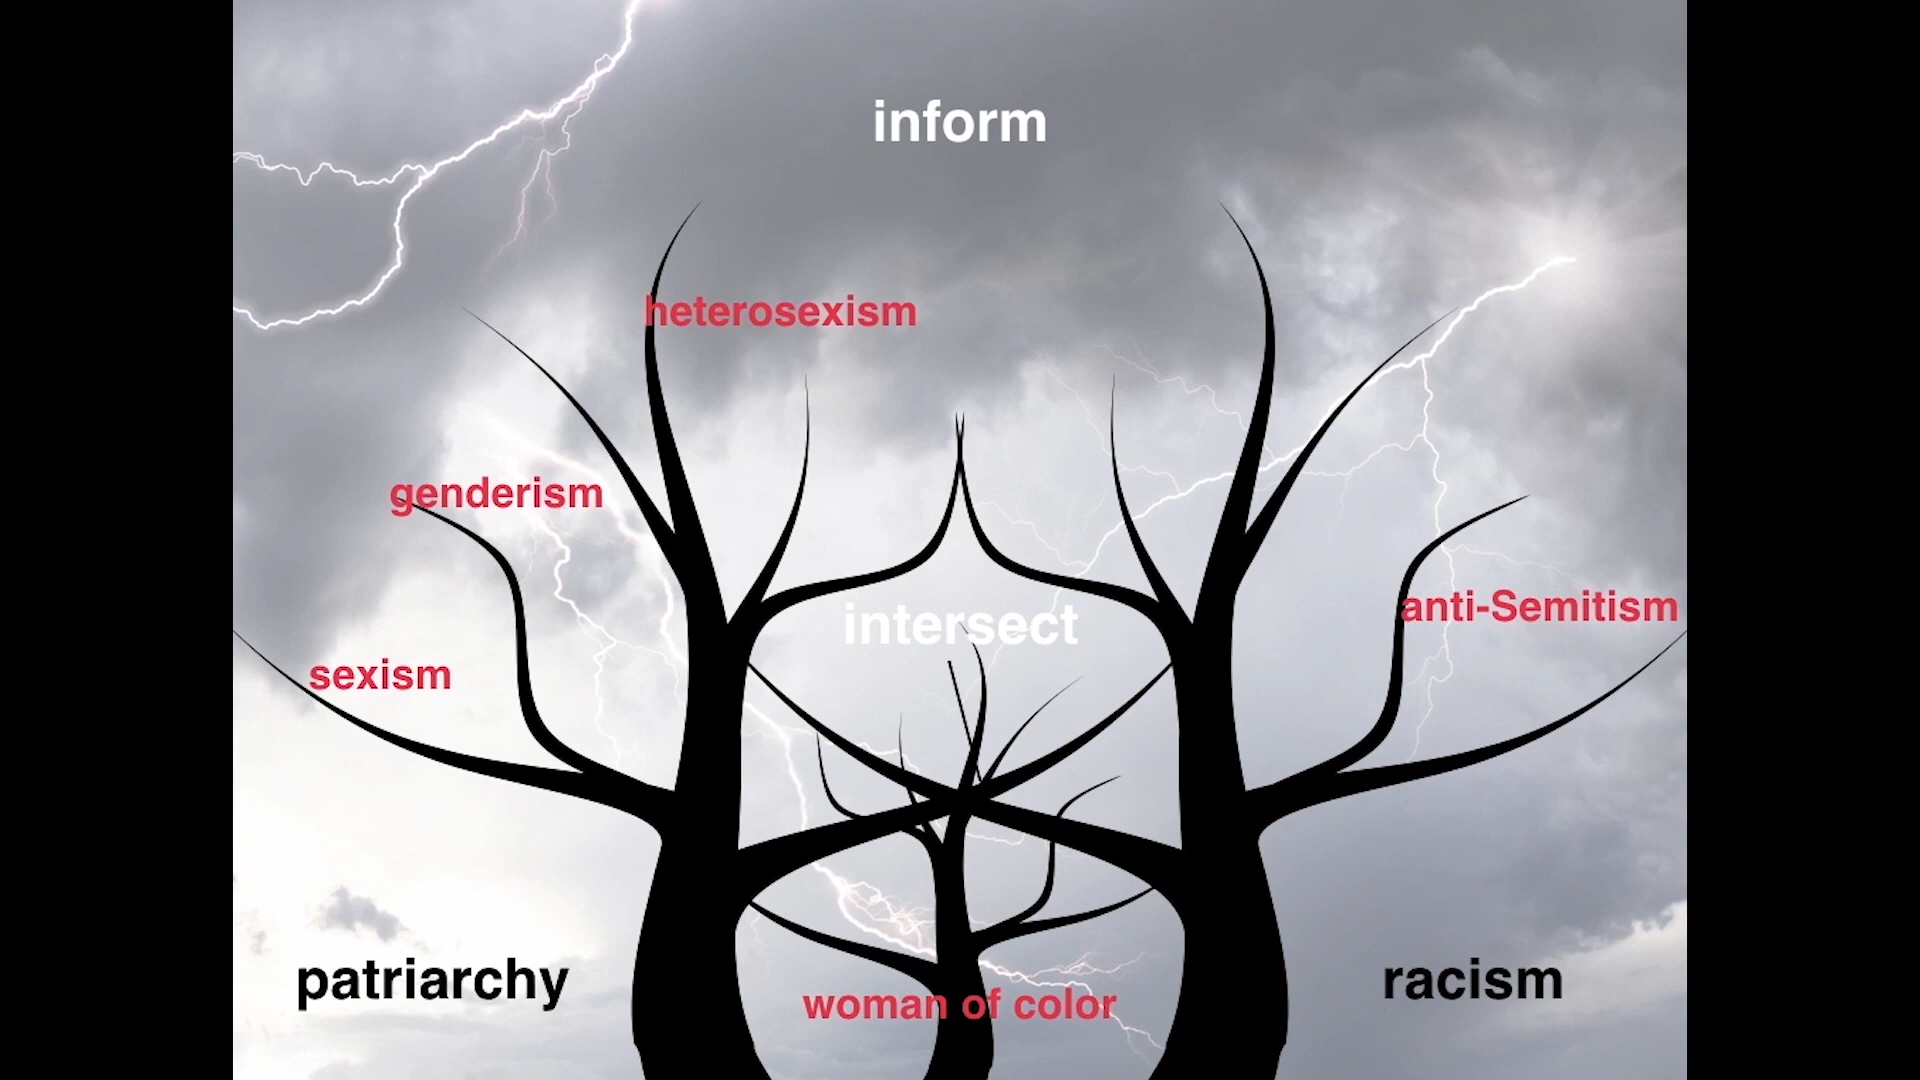 inform
heterosexism
genderism
anti-Semitism
intersect
sexism
patriarchy
racism
woman of color